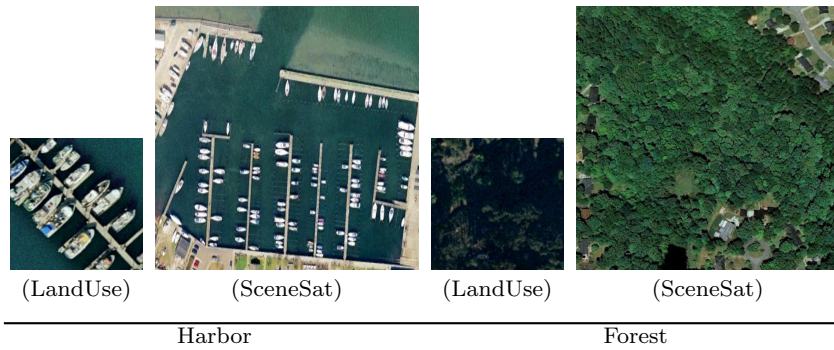 (LandUse) (SceneSat) (LandUse) (SceneSat)
Harbor Forest